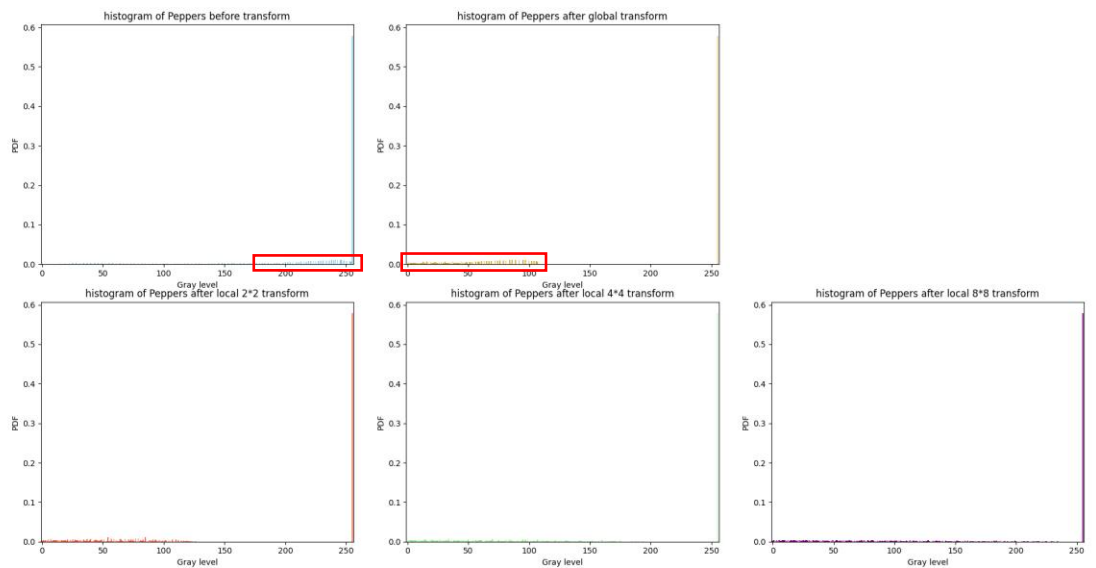 histogram of Peppers before transform
0.6
0.5
0.4
0.3
0.2
0.1
0.0
PDF
0 50 100 150 200 250
Gray level
histogram of Peppers after global transform
0.6
0.5
0.4
0.3
0.2
0.1
0.0
PDF
0 50 100 150 200 250
Gray level
histogram of Peppers after local 2*2 transform
0.6
0.5
0.4
0.3
0.2
0.1
0.0
PDF
0 50 100 150 200 250
Gray level
histogram of Peppers after local 4*4 transform
0.6
0.5
0.4
0.3
0.2
0.1
0.0
PDF
0 50 100 150 200 250
Gray level
histogram of Peppers after local 8*8 transform
0.6
0.5
0.4
0.3
0.2
0.1
0.0
PDF
0 50 100 150 200 250
Gray level